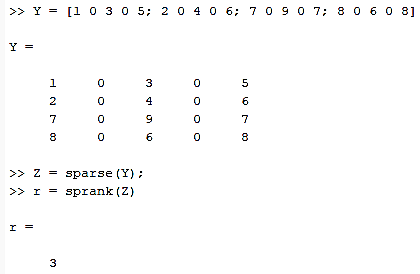 >> Y = [1 0 3 0 5; 2 0 4 0 6; 7 0 9 0 7; 8 0 6 0 8]
Y =
1 0 3 0 5
2 0 4 0 6
7 0 9 0 7
8 0 6 0 8
>> Z = sparse(Y);
>> r = sprank(Z)
r =
3